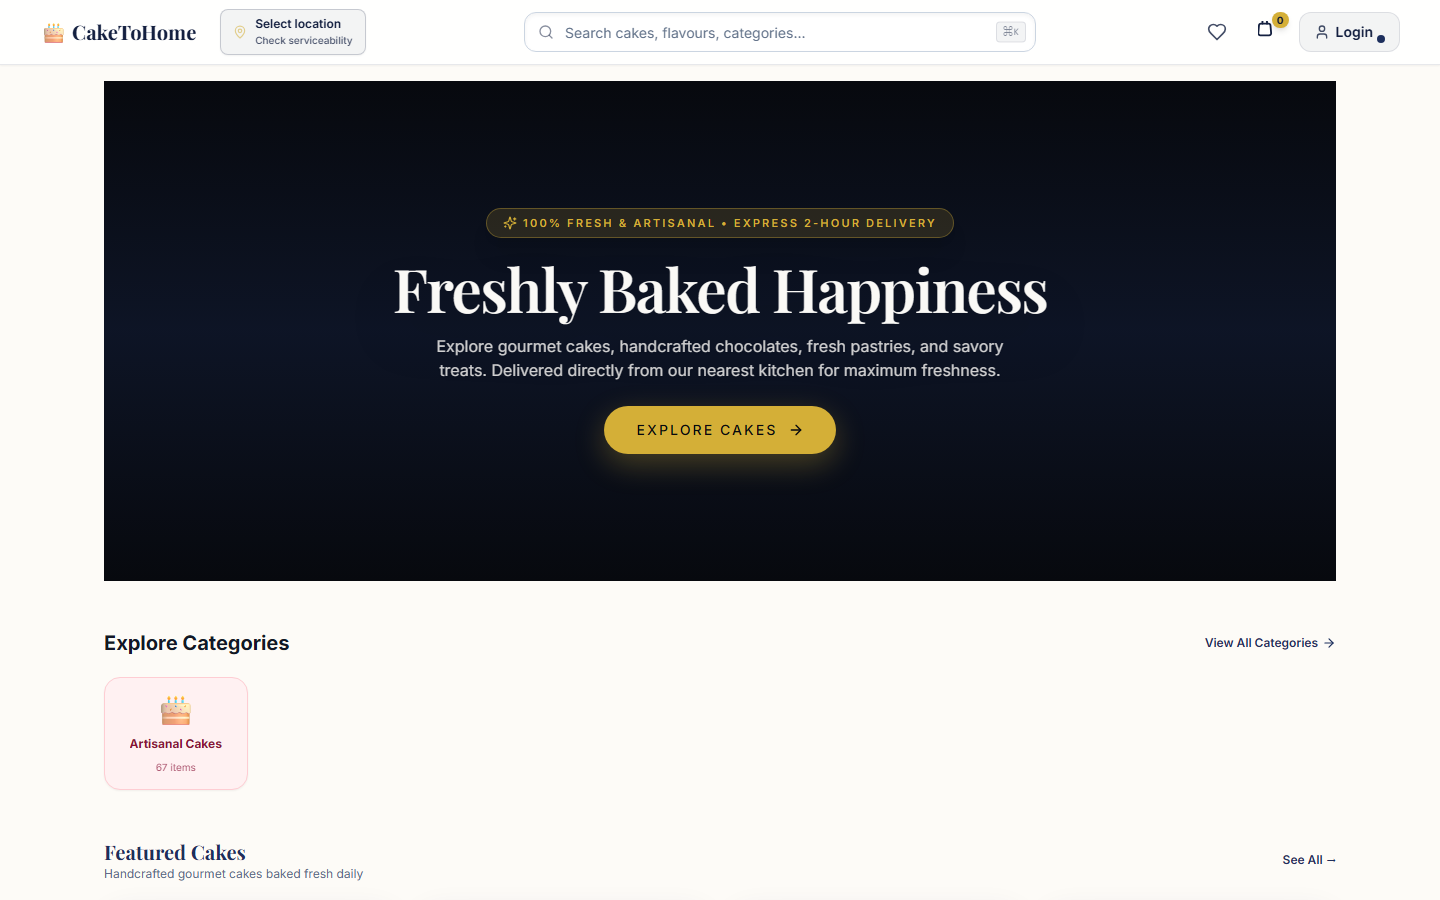 CakeToHome
Select location
Check serviceability
Search cakes, flavours, categories...
⌘K
0
Login
100% FRESH & ARTISANAL • EXPRESS 2-HOUR DELIVERY
Freshly Baked Happiness
Explore gourmet cakes, handcrafted chocolates, fresh pastries, and savory
treats. Delivered directly from our nearest kitchen for maximum freshness.
EXPLORE CAKES →
Explore Categories
View All Categories →
Artisanal Cakes
67 items
Featured Cakes
Handcrafted gourmet cakes baked fresh daily
See All →